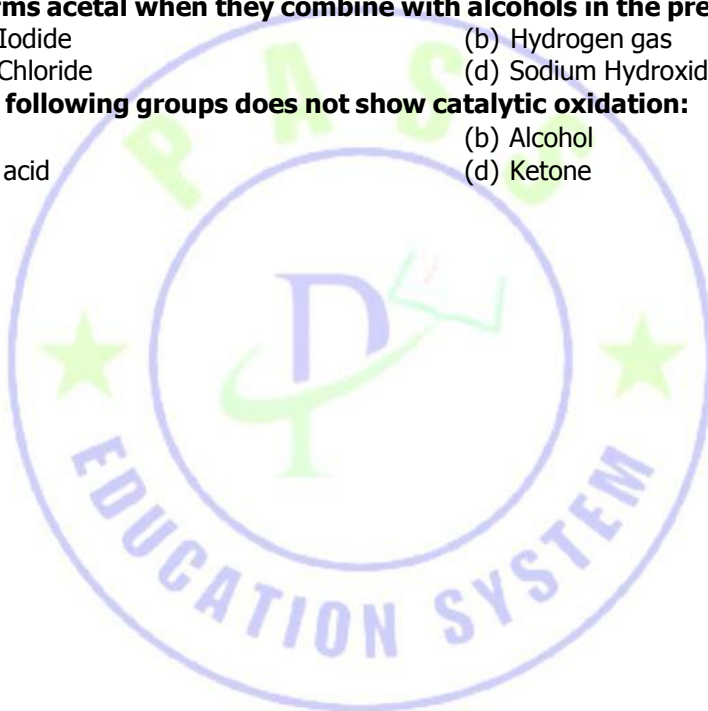 rms acetal when they combine with alcohols in the pre
Iodide (b) Hydrogen gas
Chloride (d) Sodium Hydroxid
following groups does not show catalytic oxidation:
(b) Alcohol
acid (d) Ketone
PASC
EDUCATION SYSTEM